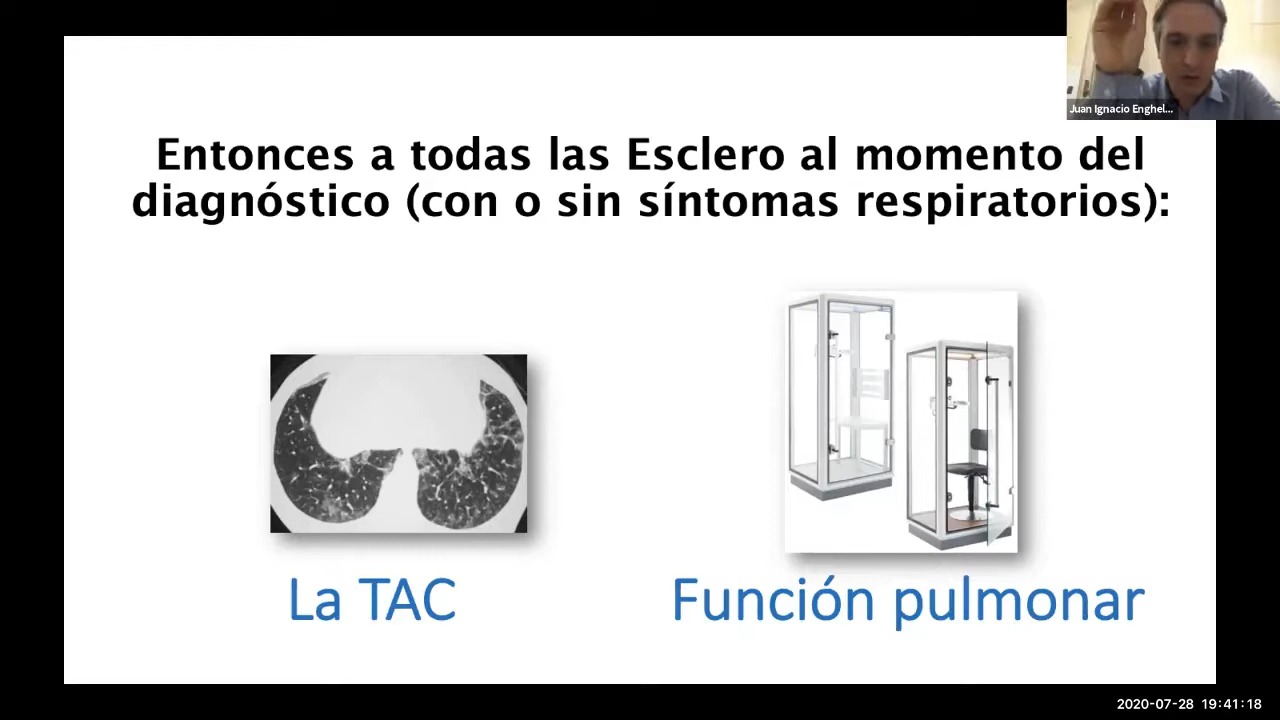 Juan Ignacio Enghel...
Entonces a todas las Esclero al momento del
diagnóstico (con o sin síntomas respiratorios):
La TAC
Función pulmonar
2020-07-28 19:41:18